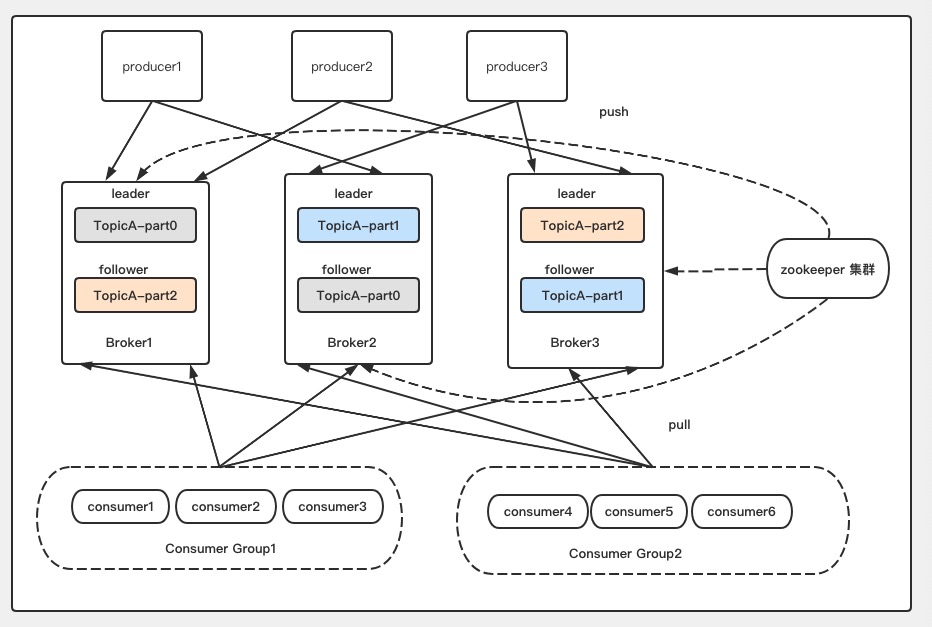 producer1
producer2
producer3
push
leader
TopicA-part0
follower
TopicA-part2
Broker1
leader
TopicA-part1
follower
TopicA-part0
Broker2
leader
TopicA-part2
follower
TopicA-part1
Broker3
zookeeper 集群
pull
consumer1
consumer2
consumer3
Consumer Group1
consumer4
consumer5
consumer6
Consumer Group2